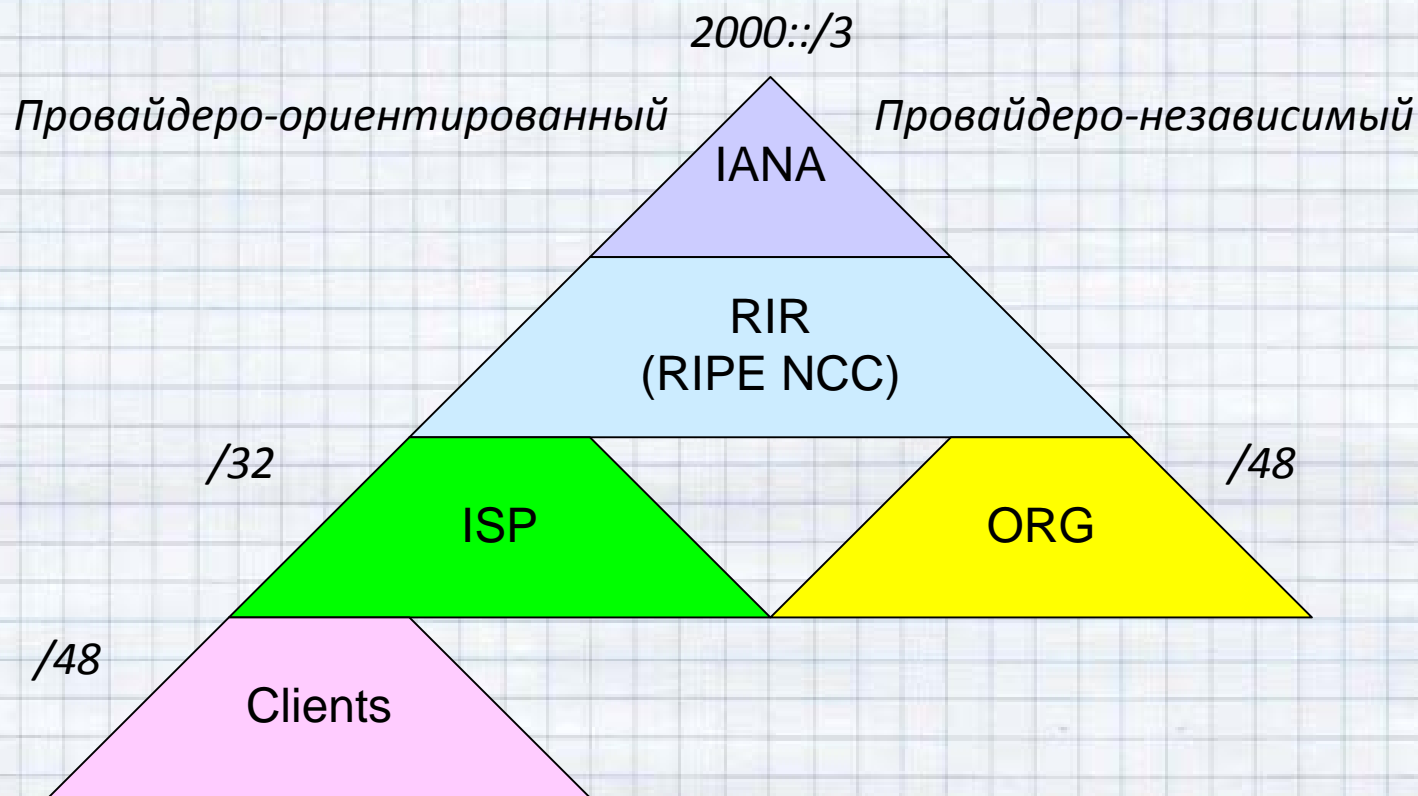 2000::/3
Провайдеро-ориентированный
Провайдеро-независимый
IANA
RIR
(RIPE NCC)
/32
/48
ISP
ORG
/48
Clients